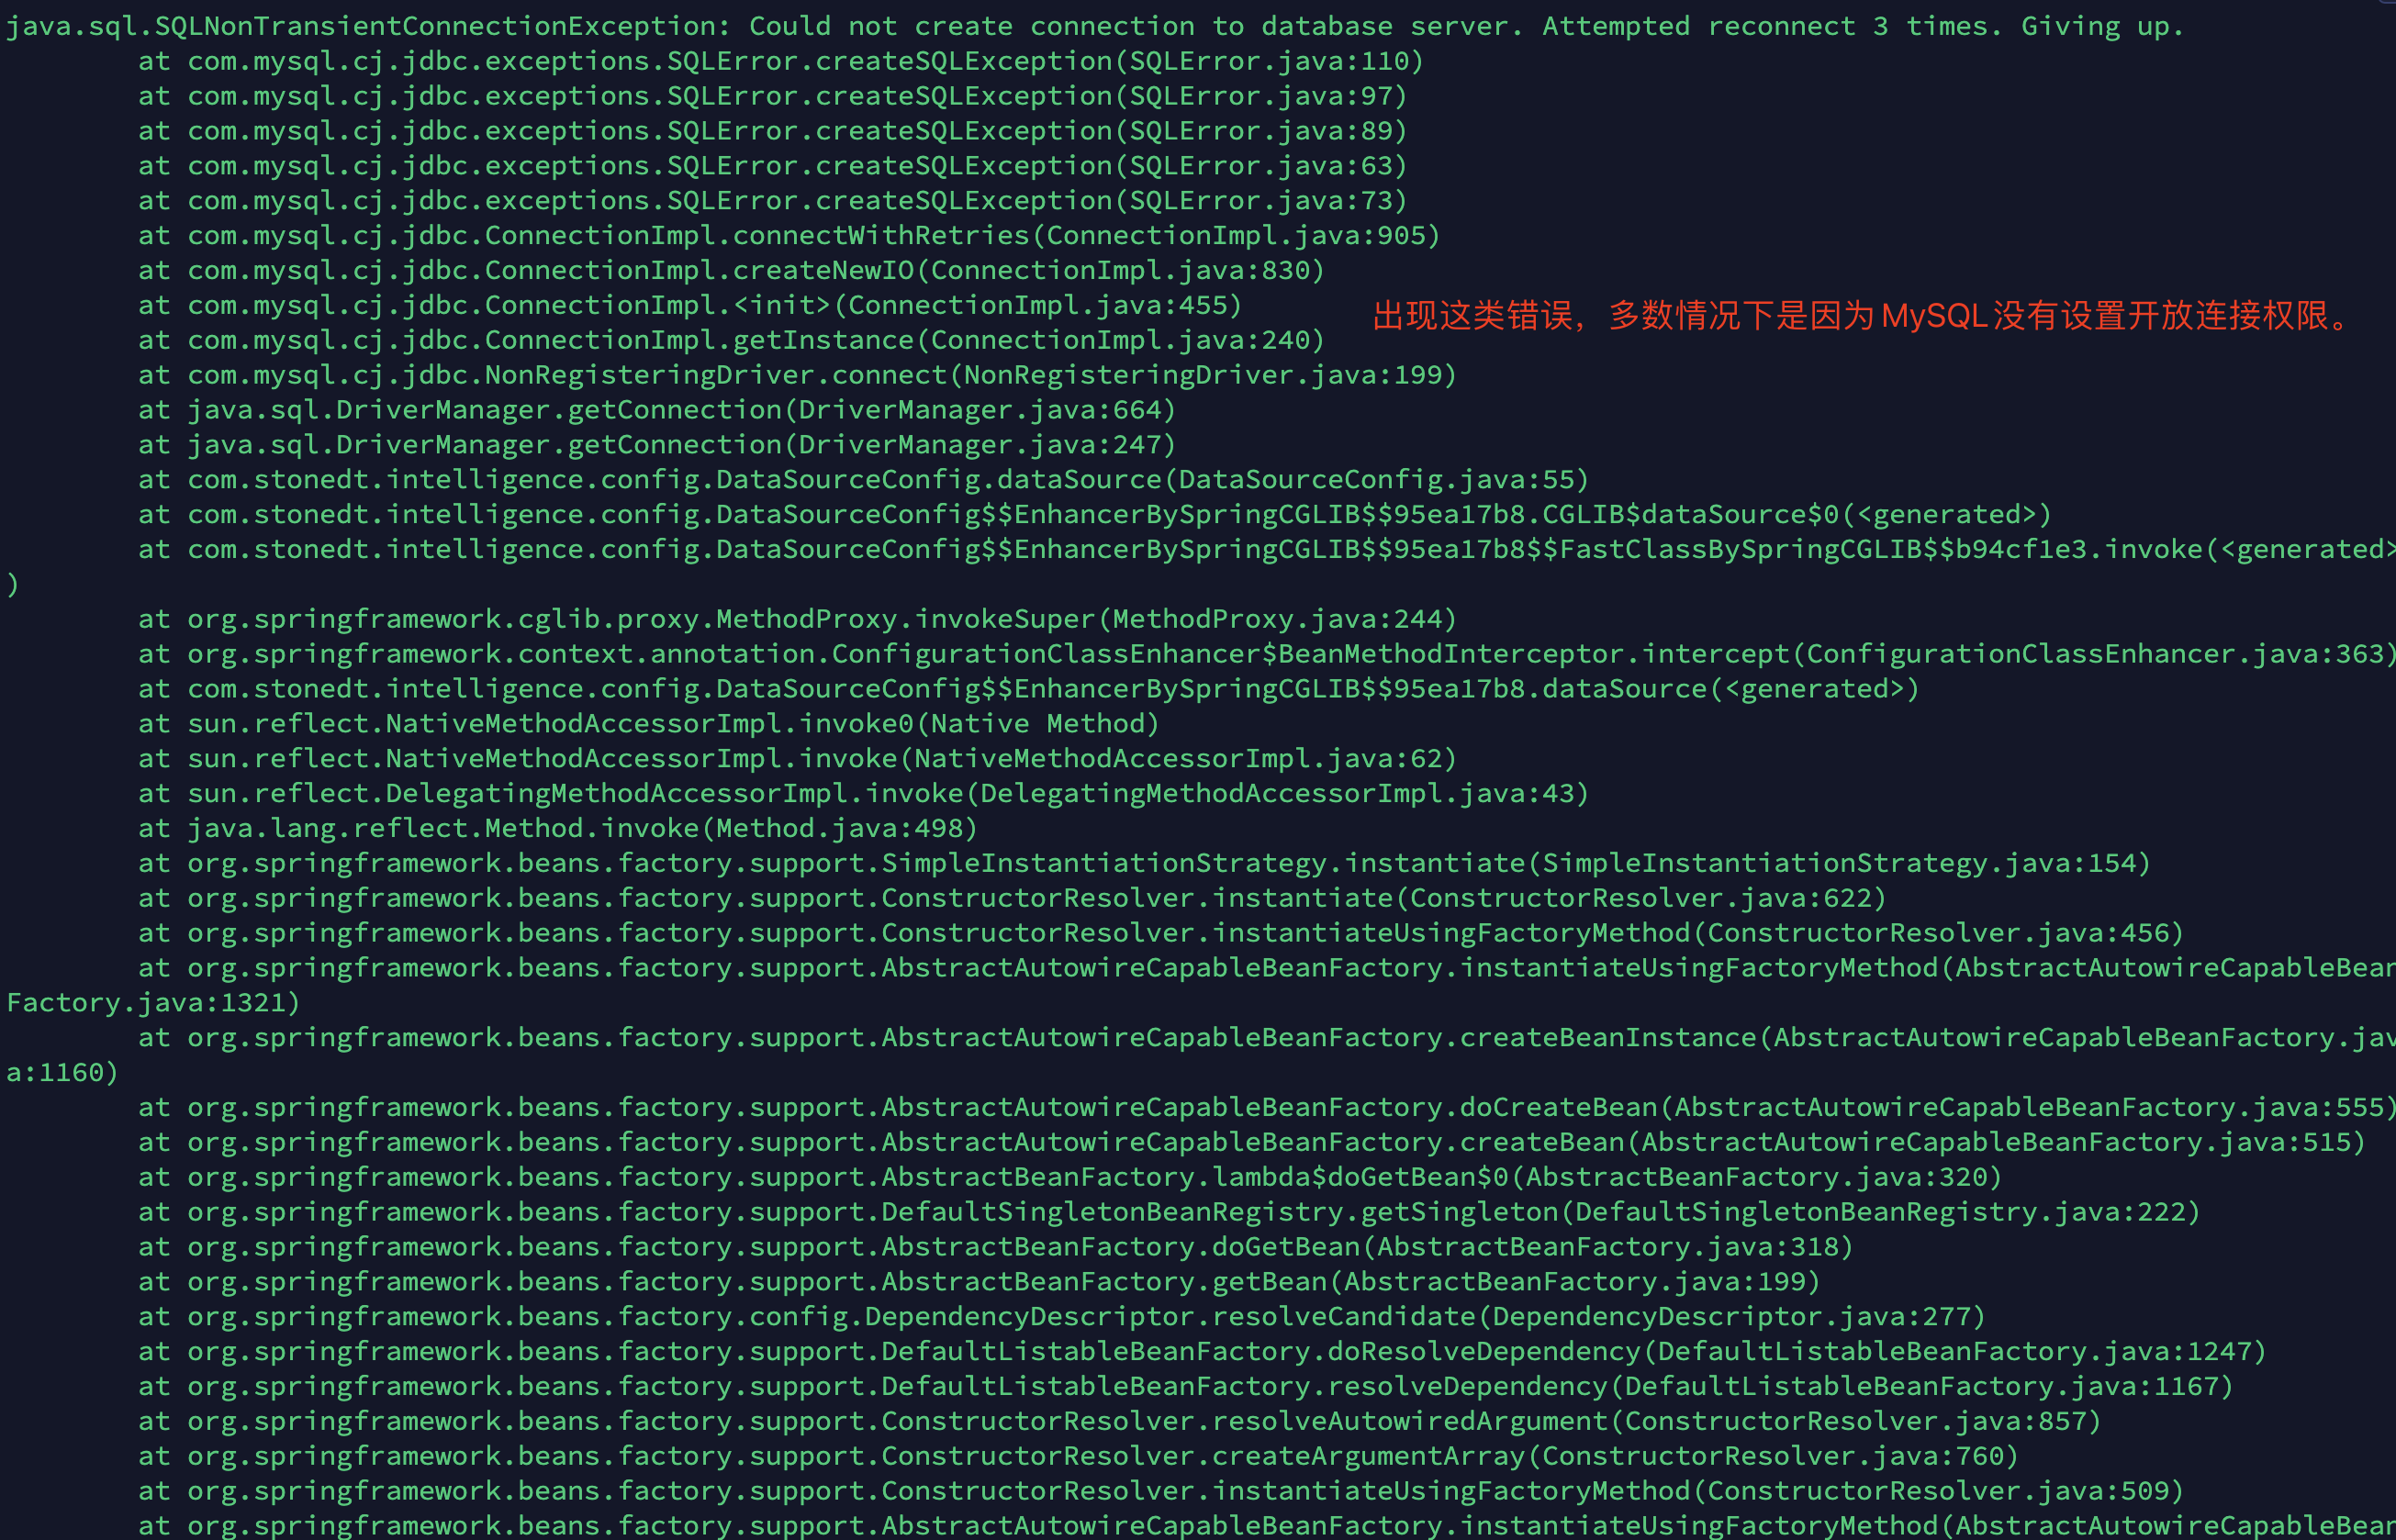 java.sql.SQLNonTransientConnectionException: Could not create connection to database server. Attempted reconnect 3 times. Giving up.
at com.mysql.cj.jdbc.exceptions.SQLError.createSQLException(SQLError.java:110)
at com.mysql.cj.jdbc.exceptions.SQLError.createSQLException(SQLError.java:97)
at com.mysql.cj.jdbc.exceptions.SQLError.createSQLException(SQLError.java:89)
at com.mysql.cj.jdbc.exceptions.SQLError.createSQLException(SQLError.java:63)
at com.mysql.cj.jdbc.exceptions.SQLError.createSQLException(SQLError.java:73)
at com.mysql.cj.jdbc.ConnectionImpl.connectWithRetries(ConnectionImpl.java:905)
at com.mysql.cj.jdbc.ConnectionImpl.createNewIO(ConnectionImpl.java:830)
at com.mysql.cj.jdbc.ConnectionImpl.<init>(ConnectionImpl.java:455)
出现这类错误，多数情况下是因为MySQL没有设置开放连接权限。
at com.mysql.cj.jdbc.ConnectionImpl.getInstance(ConnectionImpl.java:240)
at com.mysql.cj.jdbc.NonRegisteringDriver.connect(NonRegisteringDriver.java:199)
at java.sql.DriverManager.getConnection(DriverManager.java:664)
at java.sql.DriverManager.getConnection(DriverManager.java:247)
at com.stonedt.intelligence.config.DataSourceConfig.dataSource(DataSourceConfig.java:55)
at com.stonedt.intelligence.config.DataSourceConfig$$EnhancerBySpringCGLIB$$95ea17b8.CGLIB$dataSource$0(<generated>)
at com.stonedt.intelligence.config.DataSourceConfig$$EnhancerBySpringCGLIB$$95ea17b8$$FastClassBySpringCGLIB$$b94cf1e3.invoke(<generated>
)
at org.springframework.cglib.proxy.MethodProxy.invokeSuper(MethodProxy.java:244)
at org.springframework.context.annotation.ConfigurationClassEnhancer$BeanMethodInterceptor.intercept(ConfigurationClassEnhancer.java:363)
at com.stonedt.intelligence.config.DataSourceConfig$$EnhancerBySpringCGLIB$$95ea17b8.dataSource(<generated>)
at sun.reflect.NativeMethodAccessorImpl.invoke0(Native Method)
at sun.reflect.NativeMethodAccessorImpl.invoke(NativeMethodAccessorImpl.java:62)
at sun.reflect.DelegatingMethodAccessorImpl.invoke(DelegatingMethodAccessorImpl.java:43)
at java.lang.reflect.Method.invoke(Method.java:498)
at org.springframework.beans.factory.support.SimpleInstantiationStrategy.instantiate(SimpleInstantiationStrategy.java:154)
at org.springframework.beans.factory.support.ConstructorResolver.instantiate(ConstructorResolver.java:622)
at org.springframework.beans.factory.support.ConstructorResolver.instantiateUsingFactoryMethod(ConstructorResolver.java:456)
at org.springframework.beans.factory.support.AbstractAutowireCapableBeanFactory.instantiateUsingFactoryMethod(AbstractAutowireCapableBean
Factory.java:1321)
at org.springframework.beans.factory.support.AbstractAutowireCapableBeanFactory.createBeanInstance(AbstractAutowireCapableBeanFactory.jav
a:1160)
at org.springframework.beans.factory.support.AbstractAutowireCapableBeanFactory.doCreateBean(AbstractAutowireCapableBeanFactory.java:555)
at org.springframework.beans.factory.support.AbstractAutowireCapableBeanFactory.createBean(AbstractAutowireCapableBeanFactory.java:515)
at org.springframework.beans.factory.support.AbstractBeanFactory.lambda$doGetBean$0(AbstractBeanFactory.java:320)
at org.springframework.beans.factory.support.DefaultSingletonBeanRegistry.getSingleton(DefaultSingletonBeanRegistry.java:222)
at org.springframework.beans.factory.support.AbstractBeanFactory.doGetBean(AbstractBeanFactory.java:318)
at org.springframework.beans.factory.support.AbstractBeanFactory.getBean(AbstractBeanFactory.java:199)
at org.springframework.beans.factory.config.DependencyDescriptor.resolveCandidate(DependencyDescriptor.java:277)
at org.springframework.beans.factory.support.DefaultListableBeanFactory.doResolveDependency(DefaultListableBeanFactory.java:1247)
at org.springframework.beans.factory.support.DefaultListableBeanFactory.resolveDependency(DefaultListableBeanFactory.java:1167)
at org.springframework.beans.factory.support.ConstructorResolver.resolveAutowiredArgument(ConstructorResolver.java:857)
at org.springframework.beans.factory.support.ConstructorResolver.createArgumentArray(ConstructorResolver.java:760)
at org.springframework.beans.factory.support.ConstructorResolver.instantiateUsingFactoryMethod(ConstructorResolver.java:509)
at org.springframework.beans.factory.support.AbstractAutowireCapableBeanFactory.instantiateUsingFactoryMethod(AbstractAutowireCapableBean